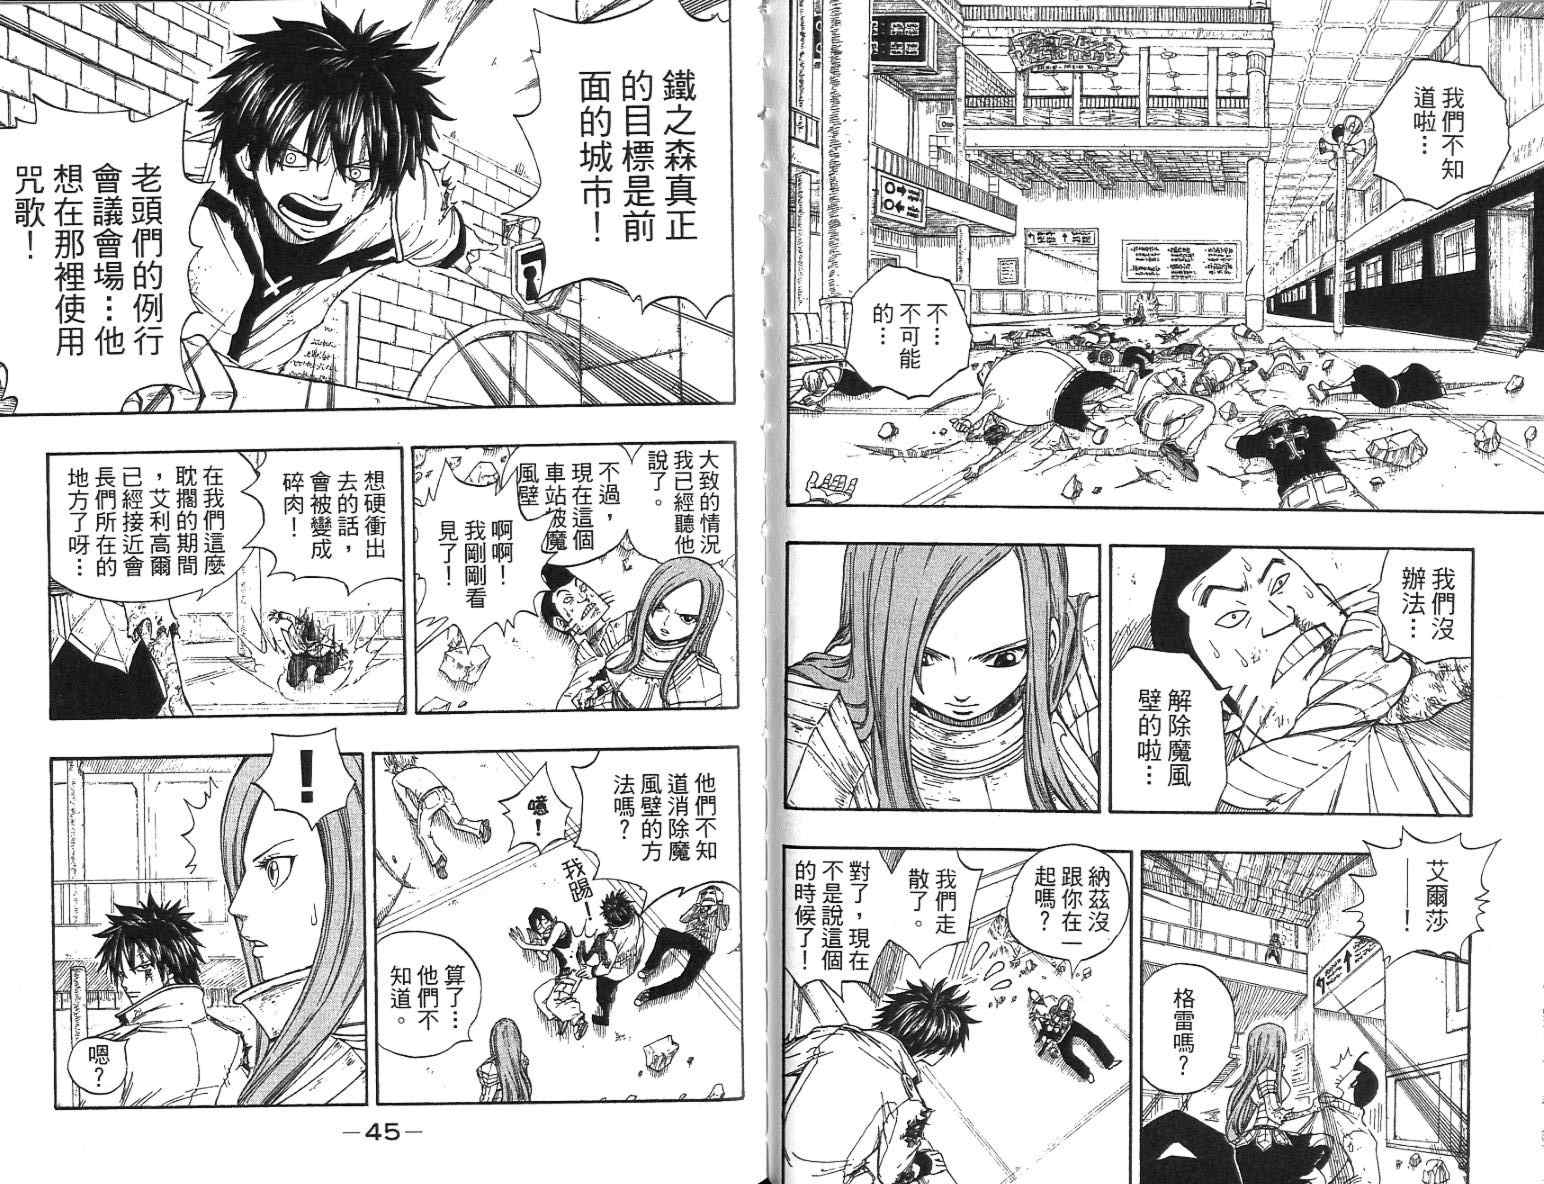 我們不知
道啦…
不…
不可能
的…
我們沒
辦法…
解除魔風
壁的啦…
艾爾莎
——！
格雷嗎？
納茲沒
跟你在一
起嗎？
我們走
散了。
對了，現在
不是說這個
的時候了！
鐵之森真正
的目標是前
面的城市！
老頭們的例行
會議會場…他
想在那裡使用
咒歌！
大致的情況
我已經聽他
說了。
不過，
現在這個
車站被魔
風壁
啊啊！
我剛剛看
見了！
想硬衝出
去的話，
會被變成
碎肉！
在我們這麼
耽擱的期間
，艾利高爾
已經接近會
長們所在的
地方了呀…
他們不知
道消除魔
風壁的方
法嗎？
噫！
我踢！
算了…
他們不
知道。
！
嗯？
—45—